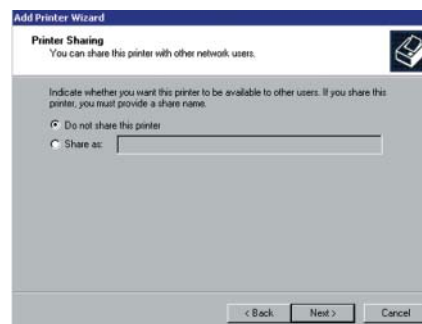 Add Printer Wizard
Printer Sharing
You can share this printer with other network users.
Indicate whether you want this printer to be available to other users. If you share this
printer, you must provide a share name.
Do not share this printer
Share as:
< Back
Next >
Cancel